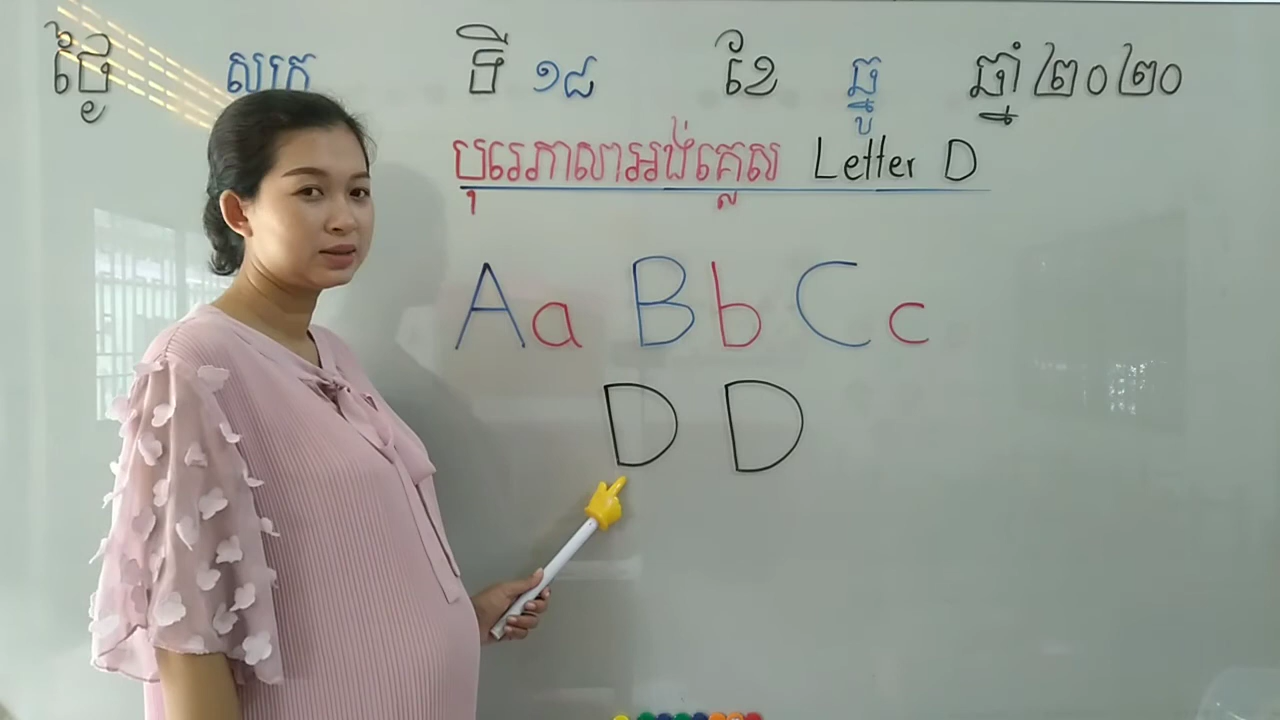 ថ្ងៃ សុក្រ ទី ១៨ ខែ ធ្នូ ឆ្នាំ ២០២០
បុរេភាសាអង់គ្លេស Letter D
Aa Bb Cc
D D